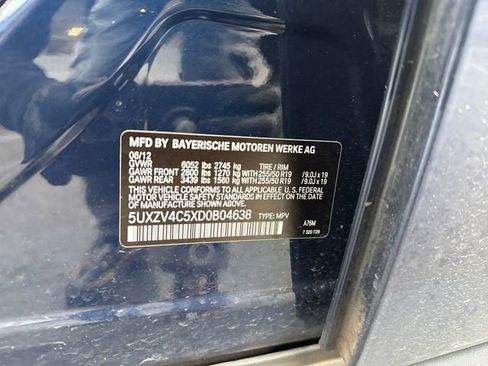 MFD BY BAYERISCHE MOTOREN WERKE AG
06/12
GVWR 6052 lbs 2745 kg TIRE / RIM
GAWR FRONT 2800 lbs 1270 kg WITH 255/50 R19 / 9.0J x 19
GAWR REAR 3439 lbs 1560 kg WITH 255/50 R19 / 9.0J x 19
THIS VEHICLE CONFORMS TO ALL APPLICABLE U. S. FEDERAL
MOTOR VEHICLE SAFETY STANDARDS IN EFFECT ON THE
DATE OF MANUFACTURE SHOWN ABOVE.
5UXZV4C5XD0B04638 TYPE: MPV
A76M
7 320 729